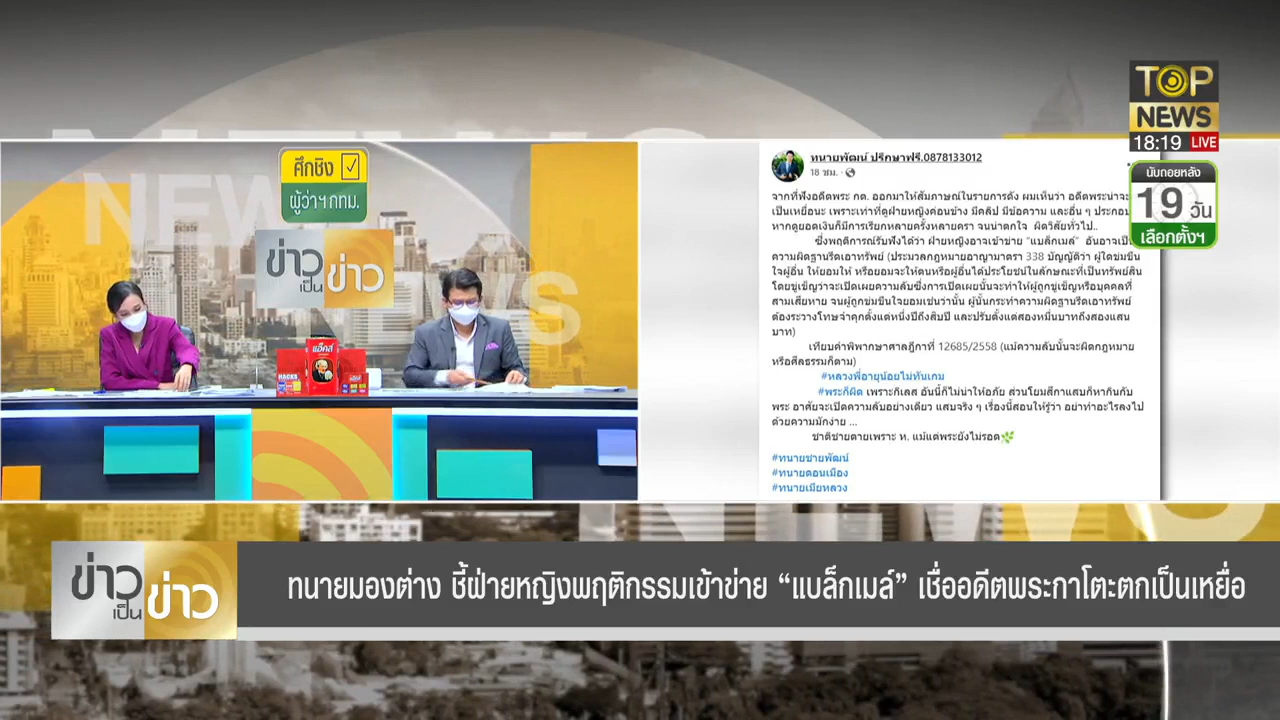 TOP
NEWS
18:19 LIVE
นับถอยหลัง
19 วัน
เลือกตั้งฯ
ศึกชิง
ผู้ว่าฯกทม.
ข่าว
เป็น
ข่าว
NEWS
แฮ็คส์
HACKS
ทนายพัฒน์ ปรึกษาฟรี.0878133012
18 ชม.
จากที่ฟังอดีตพระ กต. ออกมาให้สัมภาษณ์ในรายการดัง ผมเห็นว่า อดีตพระน่าจะ
เป็นเหยื่อนะ เพราะเท่าที่ดูฝ่ายหญิงค่อนข้าง มีคลิป มีข้อความ และอื่น ๆ ประกอบ
หากดูยอดเงินก็มีการเรียกหลายครั้งหลายครา จนน่าตกใจ ผิดวิสัยทั่วไป..
ซึ่งพฤติการณ์รับฟังได้ว่า ฝ่ายหญิงอาจเข้าข่าย "แบล็กเมล์" อันอาจเป็น
ความผิดฐานรีดเอาทรัพย์ (ประมวลกฎหมายอาญามาตรา 338 บัญญัติว่า ผู้ใดข่มขืน
ใจผู้อื่น ให้ยอมให้ หรือยอมจะให้ตนหรือผู้อื่นได้ประโยชน์ในลักษณะที่เป็นทรัพย์สิน
โดยขู่เข็ญว่าจะเปิดเผยความลับซึ่งการเปิดเผยนั้นจะทำให้ผู้ถูกขู่เข็ญหรือบุคคลที่
สามเสียหาย จนผู้ถูกข่มขืนใจยอมเช่นว่านั้น ผู้นั้นกระทำความผิดฐานรีดเอาทรัพย์
ต้องระวางโทษจำคุกตั้งแต่หนึ่งปีถึงสิบปี และปรับตั้งแต่สองหมื่นบาทถึงสองแสน
บาท)
เทียบคำพิพากษาศาลฎีกาที่ 12685/2558 (แม้ความลับนั้นจะผิดกฎหมาย
หรือศีลธรรมก็ตาม)
#หลวงพี่อายุน้อยไม่ทันเกม
#พระก็ผิด เพราะกิเลส อันนี้ก็ไม่น่าให้อภัย ส่วนโยมสีกาแสบก็หากินกับ
พระ อาศัยจะเปิดความลับอย่างเดียว แสบจริง ๆ เรื่องนี้สอนให้รู้ว่า อย่าทำอะไรลงไป
ด้วยความมักง่าย ...
ชาติชายตายเพราะ ห. แม้แต่พระยังไม่รอด
#ทนายชายพัฒน์
#ทนายดอนเมือง
#ทนายเมียหลวง
ข่าว
เป็น
ข่าว
ทนายมองต่าง ชี้ฝ่ายหญิงพฤติกรรมเข้าข่าย “แบล็กเมล์” เชื่ออดีตพระกาโตะตกเป็นเหยื่อ